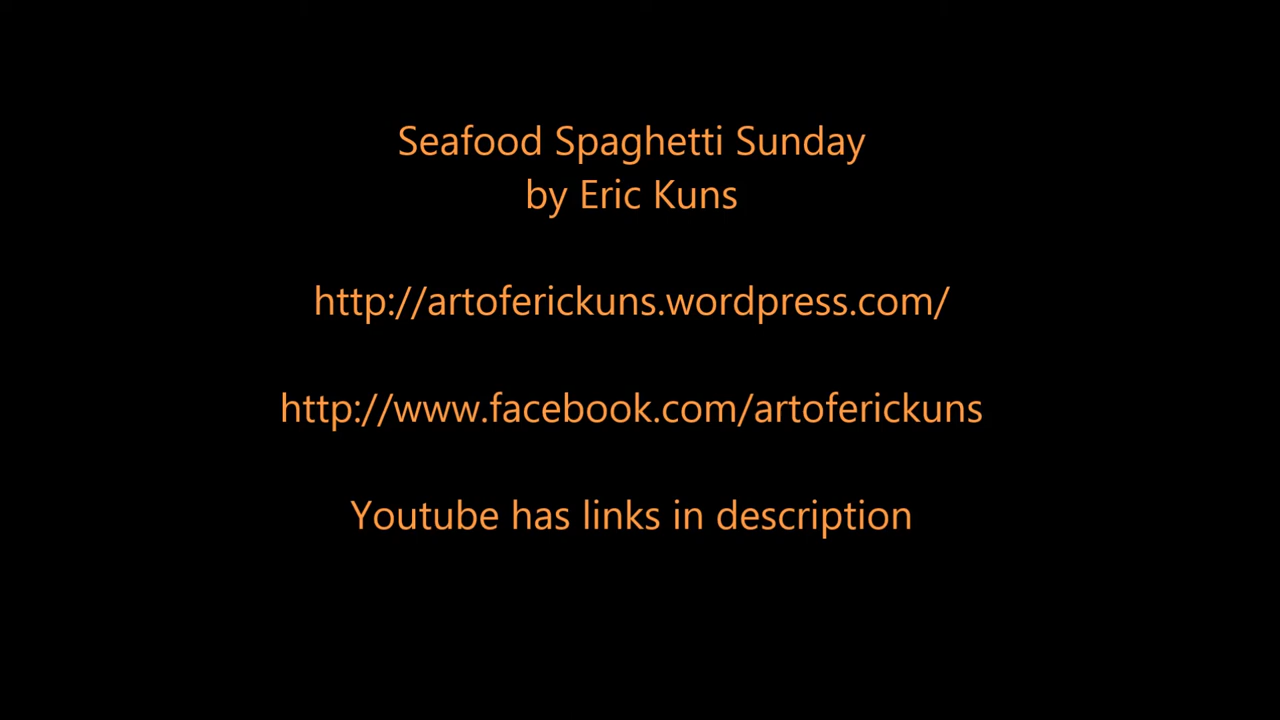 Seafood Spaghetti Sunday
by Eric Kuns
http://artoferickuns.wordpress.com/
http://www.facebook.com/artoferickuns
Youtube has links in description